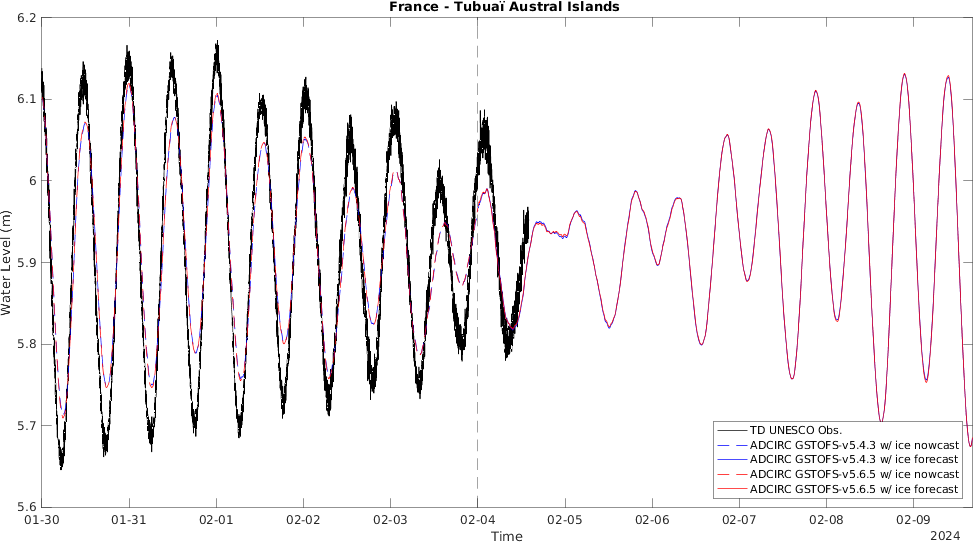 France - Tubuaï Austral Islands
6.2
6.1
6
5.9
5.8
5.7
5.6
Water Level (m)
01-30 01-31 02-01 02-02 02-03 02-04 02-05 02-06 02-07 02-08 02-09
Time
2024
TD UNESCO Obs.
ADCIRC GSTOFS-v5.4.3 w/ ice nowcast
ADCIRC GSTOFS-v5.4.3 w/ ice forecast
ADCIRC GSTOFS-v5.6.5 w/ ice nowcast
ADCIRC GSTOFS-v5.6.5 w/ ice forecast